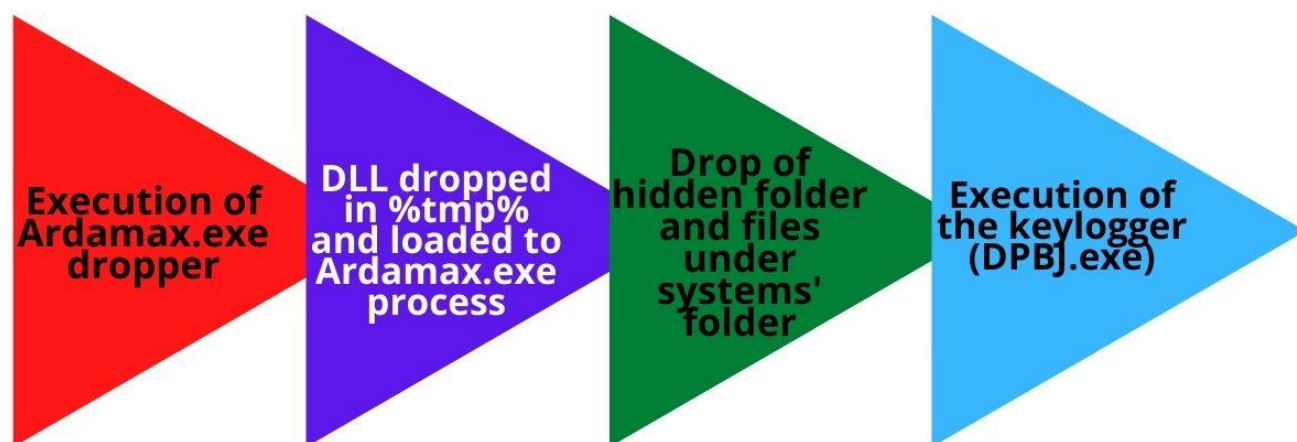 Execution of
Ardamax.exe
dropper
DLL dropped
in %tmp%
and loaded to
Ardamax.exe
process
Drop of
hidden folder
and files
under
systems'
folder
Execution of
the keylogger
(DPBJ.exe)